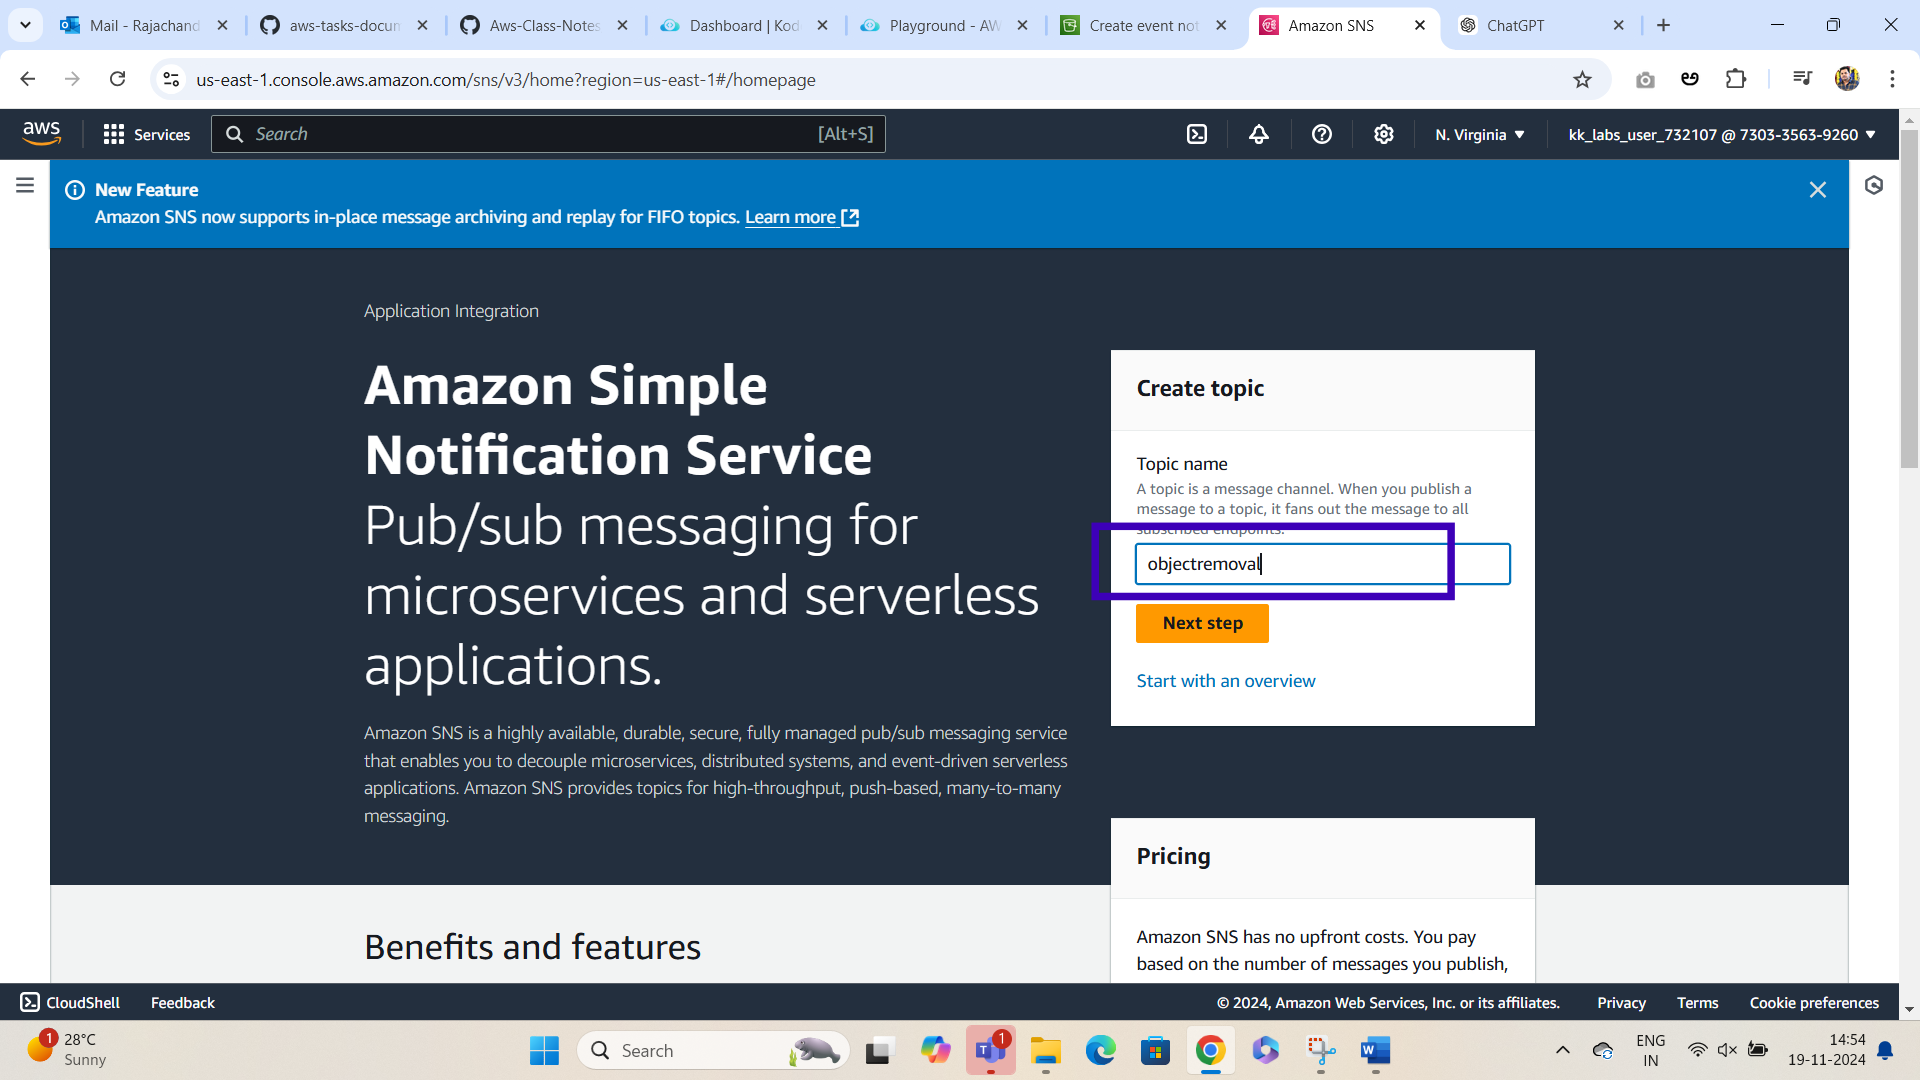 Mail - Rajachand
aws-tasks-docun
Aws-Class-Notes
Dashboard | Kod
Playground - AW
Create event not
Amazon SNS
ChatGPT
us-east-1.console.aws.amazon.com/sns/v3/home?region=us-east-1#/homepage
aws
Services
Search
[Alt+S]
N. Virginia
kk_labs_user_732107 @ 7303-3563-9260
New Feature
Amazon SNS now supports in-place message archiving and replay for FIFO topics. Learn more
Application Integration
Amazon Simple
Notification Service
Pub/sub messaging for
microservices and serverless
applications.
Amazon SNS is a highly available, durable, secure, fully managed pub/sub messaging service
that enables you to decouple microservices, distributed systems, and event-driven serverless
applications. Amazon SNS provides topics for high-throughput, push-based, many-to-many
messaging.
Create topic
Topic name
A topic is a message channel. When you publish a
message to a topic, it fans out the message to all
subscribed endpoints.
objectremoval
Next step
Start with an overview
Pricing
Amazon SNS has no upfront costs. You pay
based on the number of messages you publish,
Benefits and features
CloudShell
Feedback
© 2024, Amazon Web Services, Inc. or its affiliates.
Privacy
Terms
Cookie preferences
1
28°C
Sunny
Search
1
ENG
IN
14:54
19-11-2024